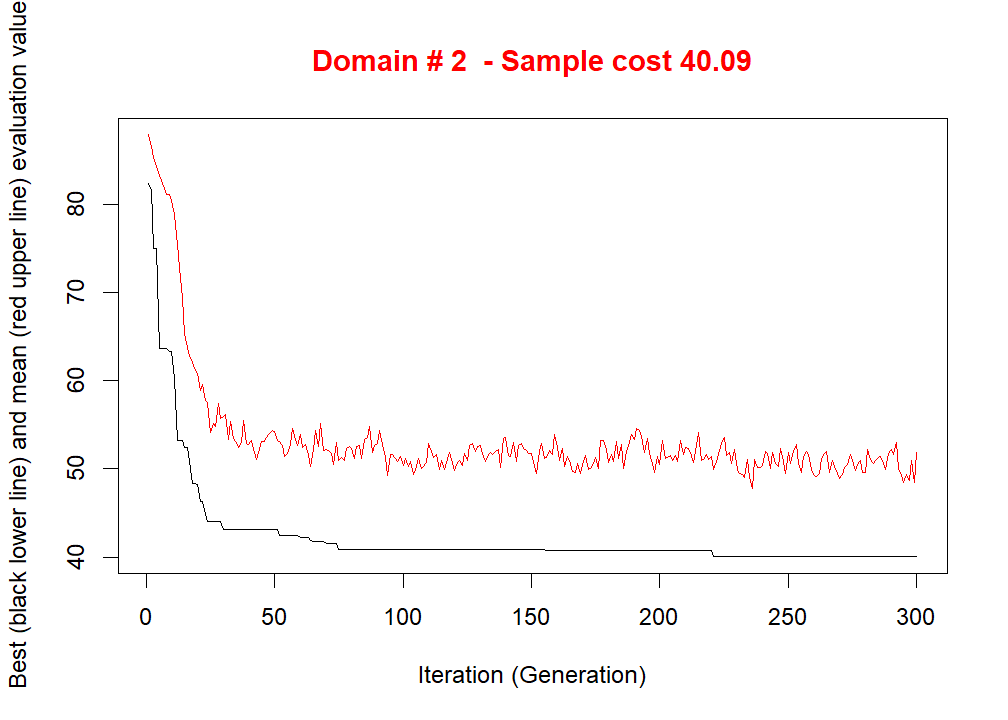 Domain # 2  - Sample cost 40.09
Best (black lower line) and mean (red upper line) evaluation value
80
70
60
50
40
0 50 100 150 200 250 300
Iteration (Generation)